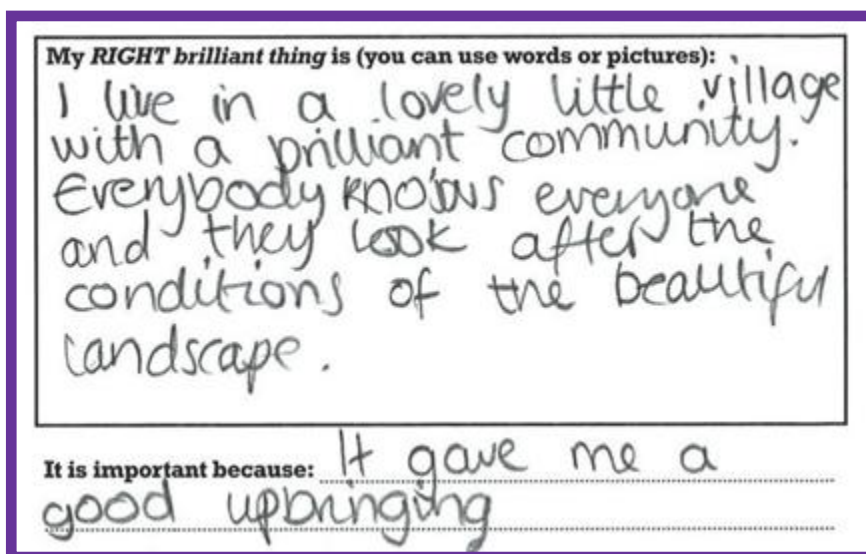 My RIGHT brilliant thing is (you can use words or pictures):
I live in a lovely little village
with a brilliant community.
Everybody knows everyone
and they look after the
conditions of the beautiful
landscape.
It is important because: It gave me a
good upbringing